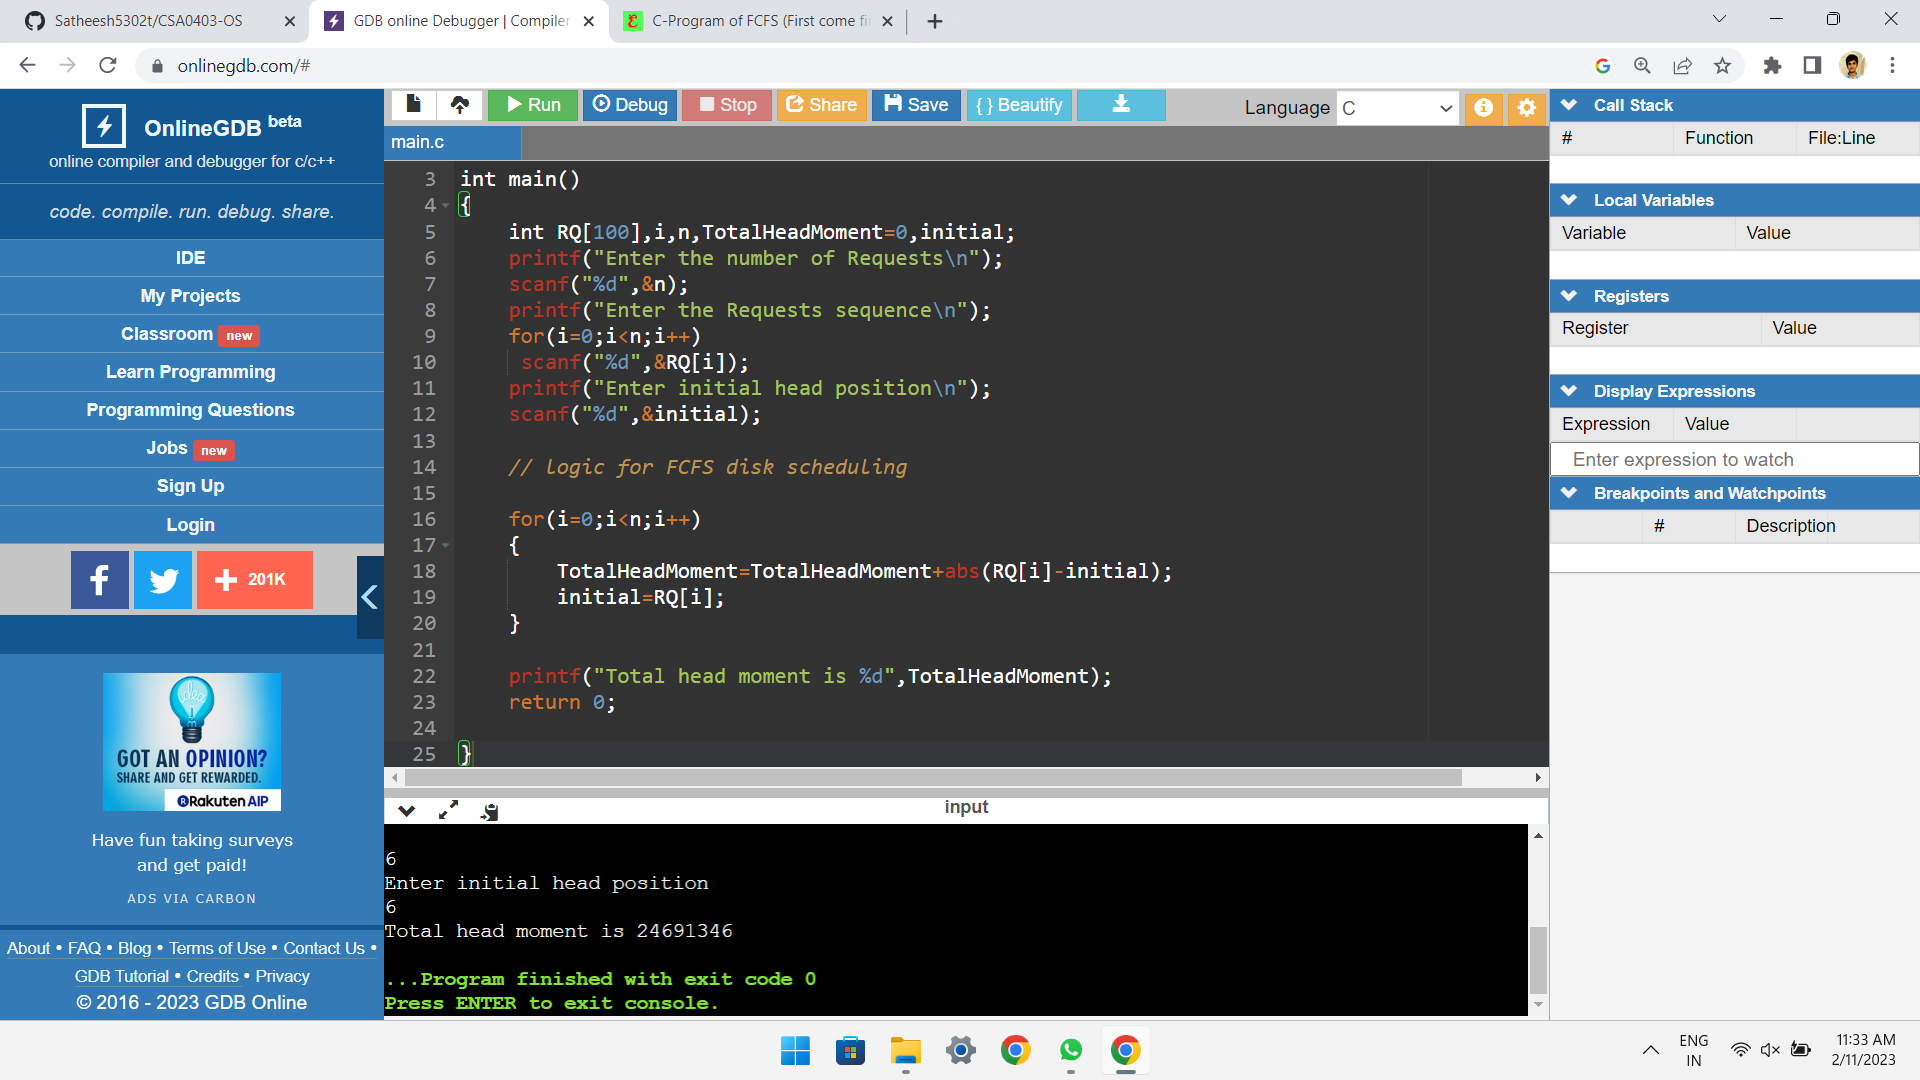 Satheesh5302t/CSA0403-OS
GDB online Debugger | Compiler
C-Program of FCFS (First come fi
onlinegdb.com/#
OnlineGDB beta
online compiler and debugger for c/c++
code. compile. run. debug. share.
IDE
My Projects
Classroom new
Learn Programming
Programming Questions
Jobs new
Sign Up
Login
f
+ 201K
idea
GOT AN OPINION?
SHARE AND GET REWARDED.
Rakuten AIP
Have fun taking surveys
and get paid!
ADS VIA CARBON
About • FAQ • Blog • Terms of Use • Contact Us •
GDB Tutorial • Credits • Privacy
© 2016 - 2023 GDB Online
Run
Debug
Stop
Share
Save
{ } Beautify
Language C
main.c
3 int main()
4 {
5 int RQ[100],i,n,TotalHeadMoment=0,initial;
6 printf("Enter the number of Requests\n");
7 scanf("%d",&n);
8 printf("Enter the Requests sequence\n");
9 for(i=0;i<n;i++)
10 scanf("%d",&RQ[i]);
11 printf("Enter initial head position\n");
12 scanf("%d",&initial);
13
14 // logic for FCFS disk scheduling
15
16 for(i=0;i<n;i++)
17 {
18 TotalHeadMoment=TotalHeadMoment+abs(RQ[i]-initial);
19 initial=RQ[i];
20 }
21
22 printf("Total head moment is %d",TotalHeadMoment);
23 return 0;
24
25 }
input
6
Enter initial head position
6
Total head moment is 24691346
...Program finished with exit code 0
Press ENTER to exit console.
Call Stack
# Function File:Line
Local Variables
Variable Value
Registers
Register Value
Display Expressions
Expression Value
Enter expression to watch
Breakpoints and Watchpoints
# Description
ENG
IN
11:33 AM
2/11/2023